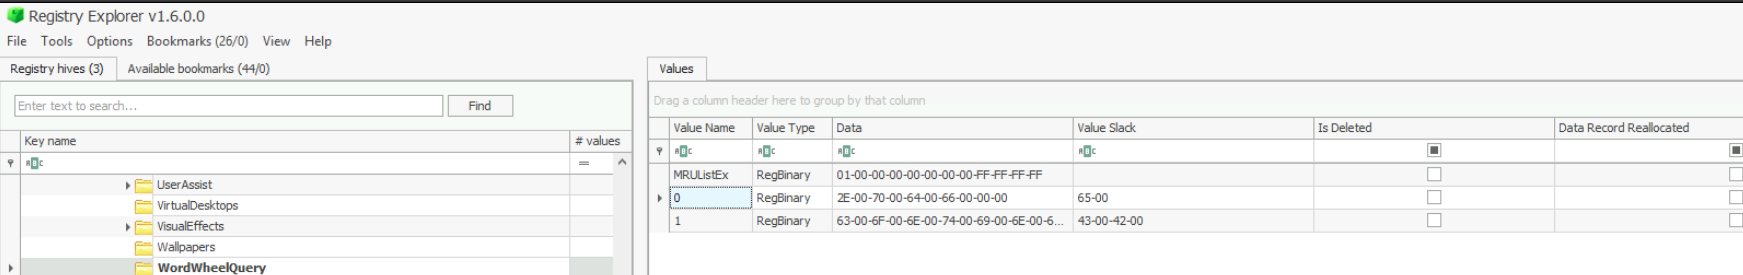 Registry Explorer v1.6.0.0
File Tools Options Bookmarks (26/0) View Help
Registry hives (3) Available bookmarks (44/0)
Enter text to search... Find
Key name # values
ABC =
UserAssist
VirtualDesktops
VisualEffects
Wallpapers
WordWheelQuery
Values
Drag a column header here to group by that column
Value Name Value Type Data Value Slack Is Deleted Data Record Reallocated
ABC ABC ABC ABC
MRUListEx RegBinary 01-00-00-00-00-00-00-00-FF-FF-FF-FF
0 RegBinary 2E-00-70-00-64-00-66-00-00-00 65-00
1 RegBinary 63-00-6F-00-6E-00-74-00-69-00-6E-00-6... 43-00-42-00